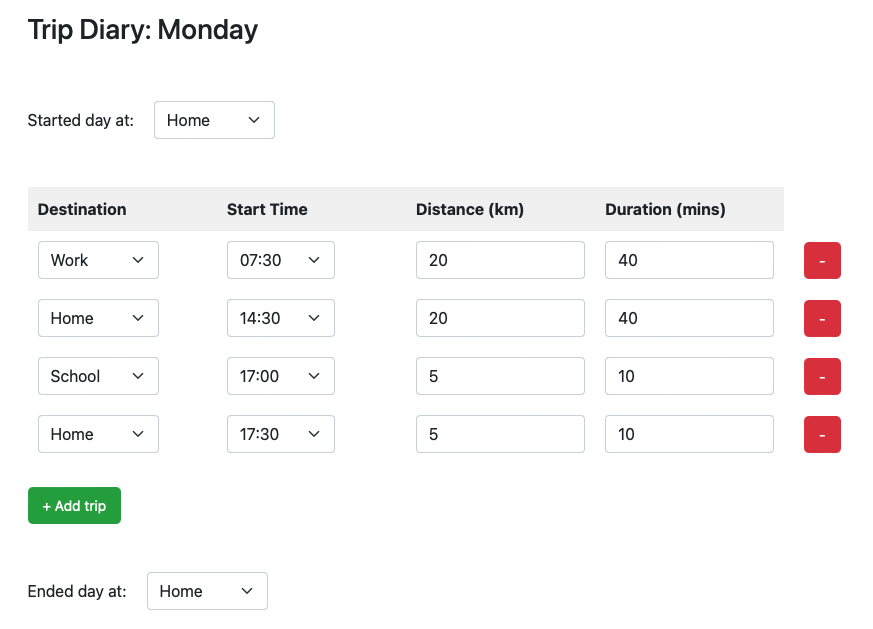 Trip Diary: Monday
Started day at: Home
Destination Start Time Distance (km) Duration (mins)
Work 07:30 20 40 -
Home 14:30 20 40 -
School 17:00 5 10 -
Home 17:30 5 10 -
+ Add trip
Ended day at: Home